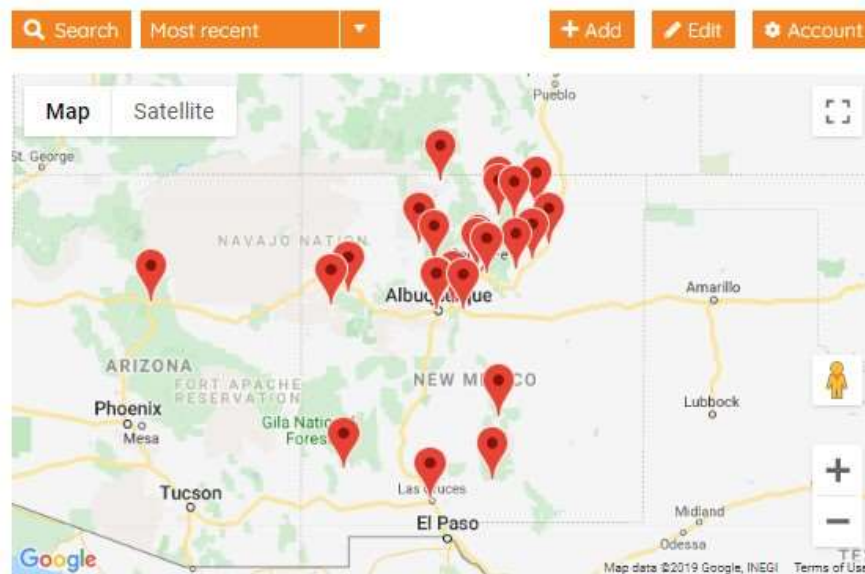 Search Most recent + Add Edit Account
Map Satellite
Pueblo
St. George
NAVAJO NATION
Amarillo
Albuquerque
ARIZONA
FORT APACHE
RESERVATION
NEW MEXICO
Phoenix
Mesa
Lubbock
Gila National
Forest
Tucson
Las Cruces
El Paso
Midland
Odessa
Google
TE
Map data ©2019 Google, INEGI Terms of Use